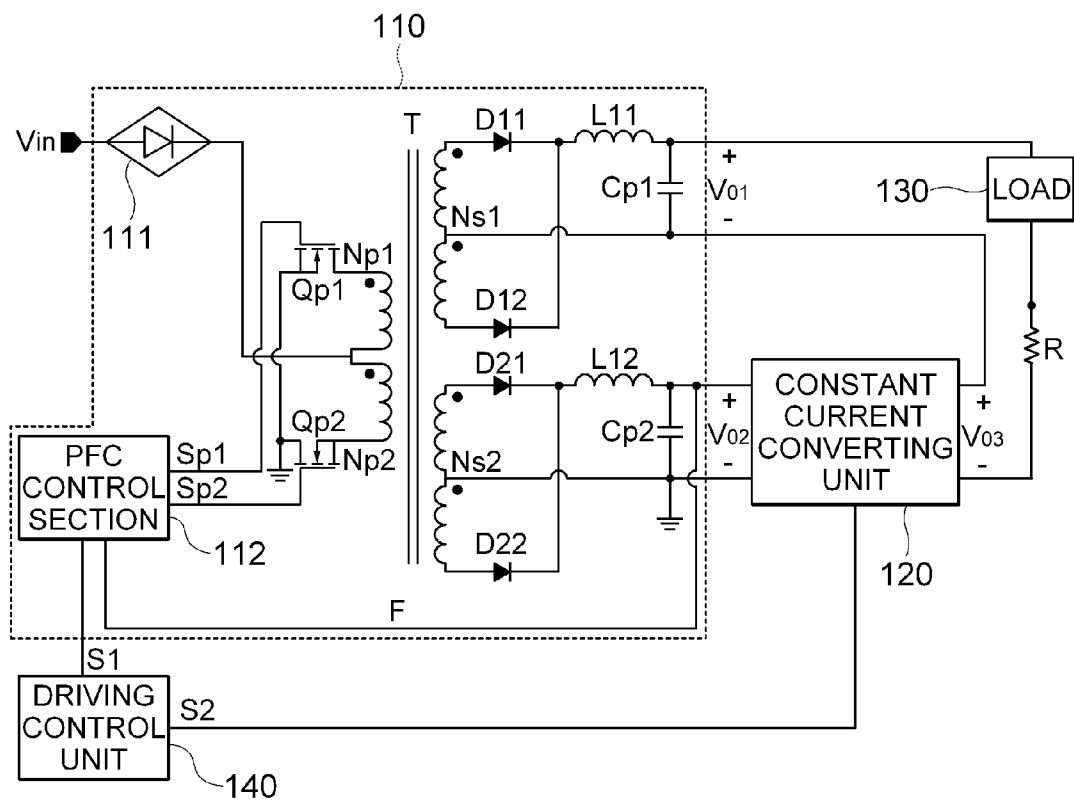 110
Vin
111
T
D11
L11
Cp1
+
V01
-
130
LOAD
Ns1
Np1
Qp1
D12
R
D21
L12
Qp2
Np2
Cp2
+
V02
-
CONSTANT
CURRENT
CONVERTING
UNIT
+
V03
-
Ns2
PFC
CONTROL
SECTION
Sp1
Sp2
112
D22
120
F
S1
DRIVING
CONTROL
UNIT
S2
140